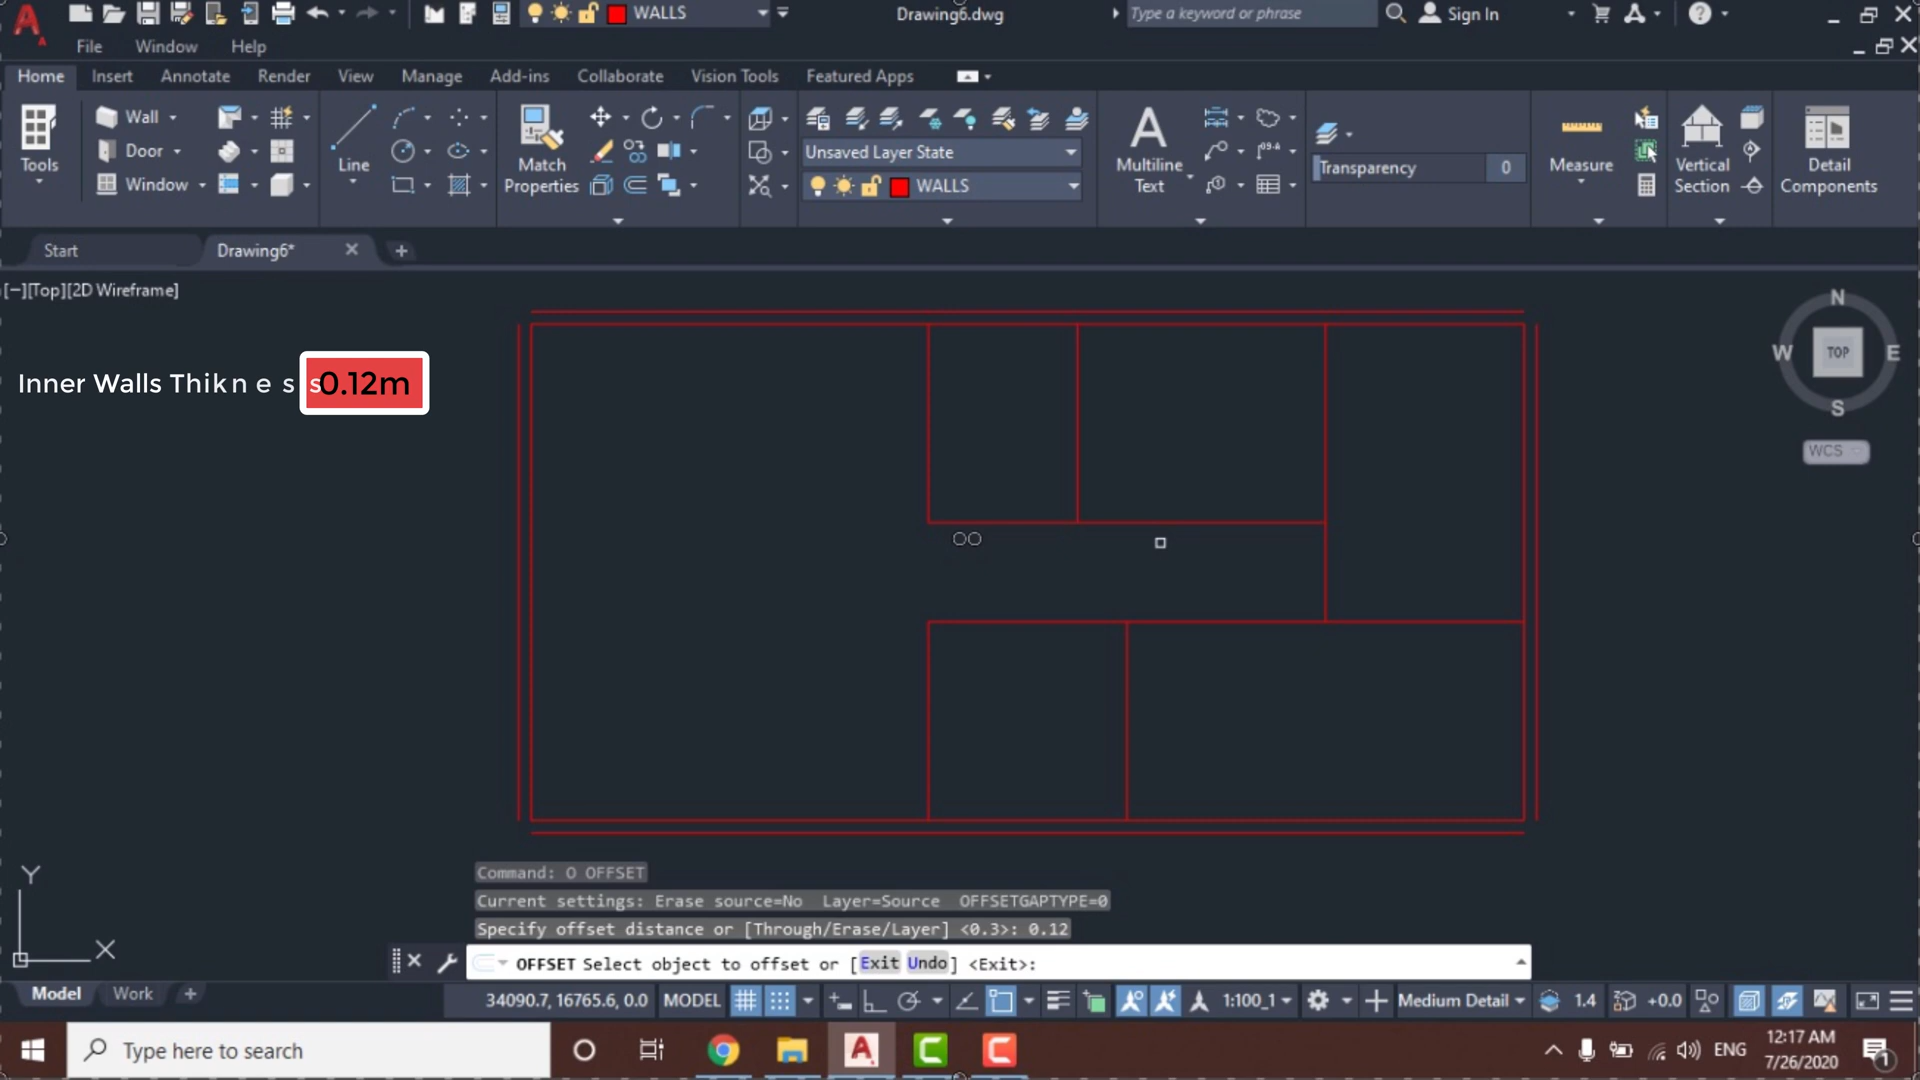 WALLS
Drawing6.dwg
Type a keyword or phrase
Sign In
File Window Help
Home Insert Annotate Render View Manage Add-ins Collaborate Vision Tools Featured Apps
Tools
Wall
Door
Window
Line
Match
Properties
Unsaved Layer State
WALLS
Multiline
Text
Transparency 0
Measure
Vertical
Section
Detail
Components
Start
Drawing6*
[−][Top][2D Wireframe]
N
W TOP E
S
WCS
Inner Walls Thikness 0.12m
Y
X
Command: O OFFSET
Current settings: Erase source=No Layer=Source OFFSETGAPTYPE=0
Specify offset distance or [Through/Erase/Layer] <0.3>: 0.12
OFFSET Select object to offset or [Exit Undo] <Exit>:
Model Work
34090.7, 16765.6, 0.0 MODEL
1:100_1
Medium Detail
1.4
+0.0
Type here to search
ENG
12:17 AM
7/26/2020
1